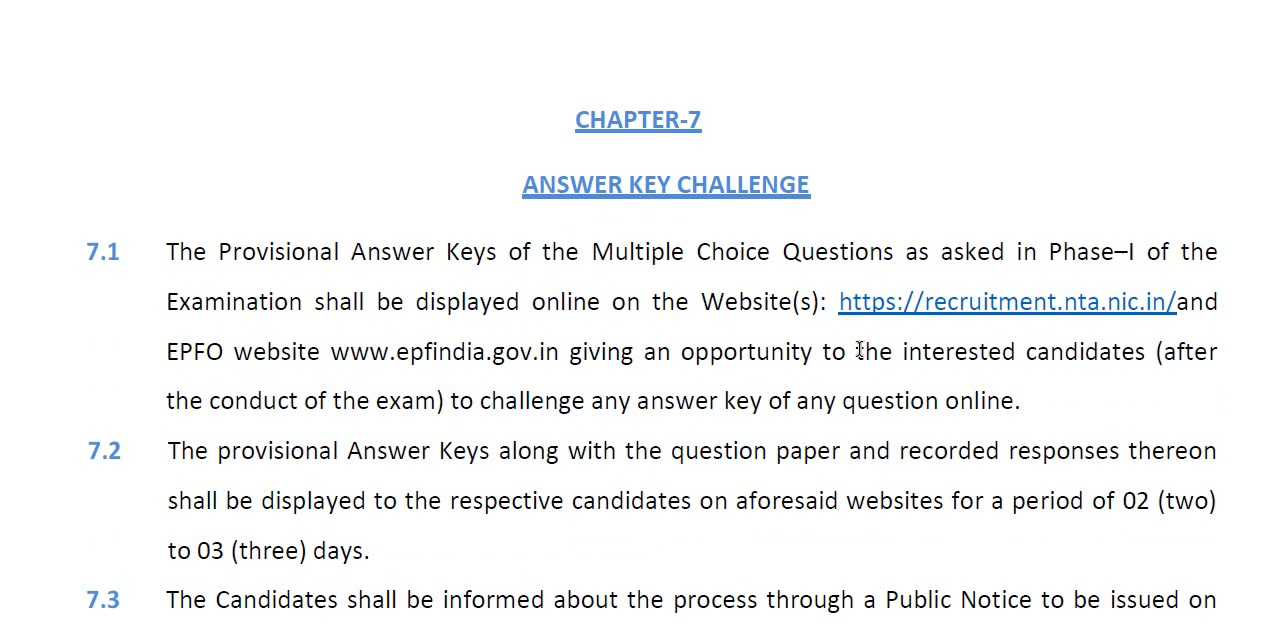 CHAPTER-7
ANSWER KEY CHALLENGE
7.1 The Provisional Answer Keys of the Multiple Choice Questions as asked in Phase–I of the
Examination shall be displayed online on the Website(s): https://recruitment.nta.nic.in/and
EPFO website www.epfindia.gov.in giving an opportunity to the interested candidates (after
the conduct of the exam) to challenge any answer key of any question online.
7.2 The provisional Answer Keys along with the question paper and recorded responses thereon
shall be displayed to the respective candidates on aforesaid websites for a period of 02 (two)
to 03 (three) days.
7.3 The Candidates shall be informed about the process through a Public Notice to be issued on